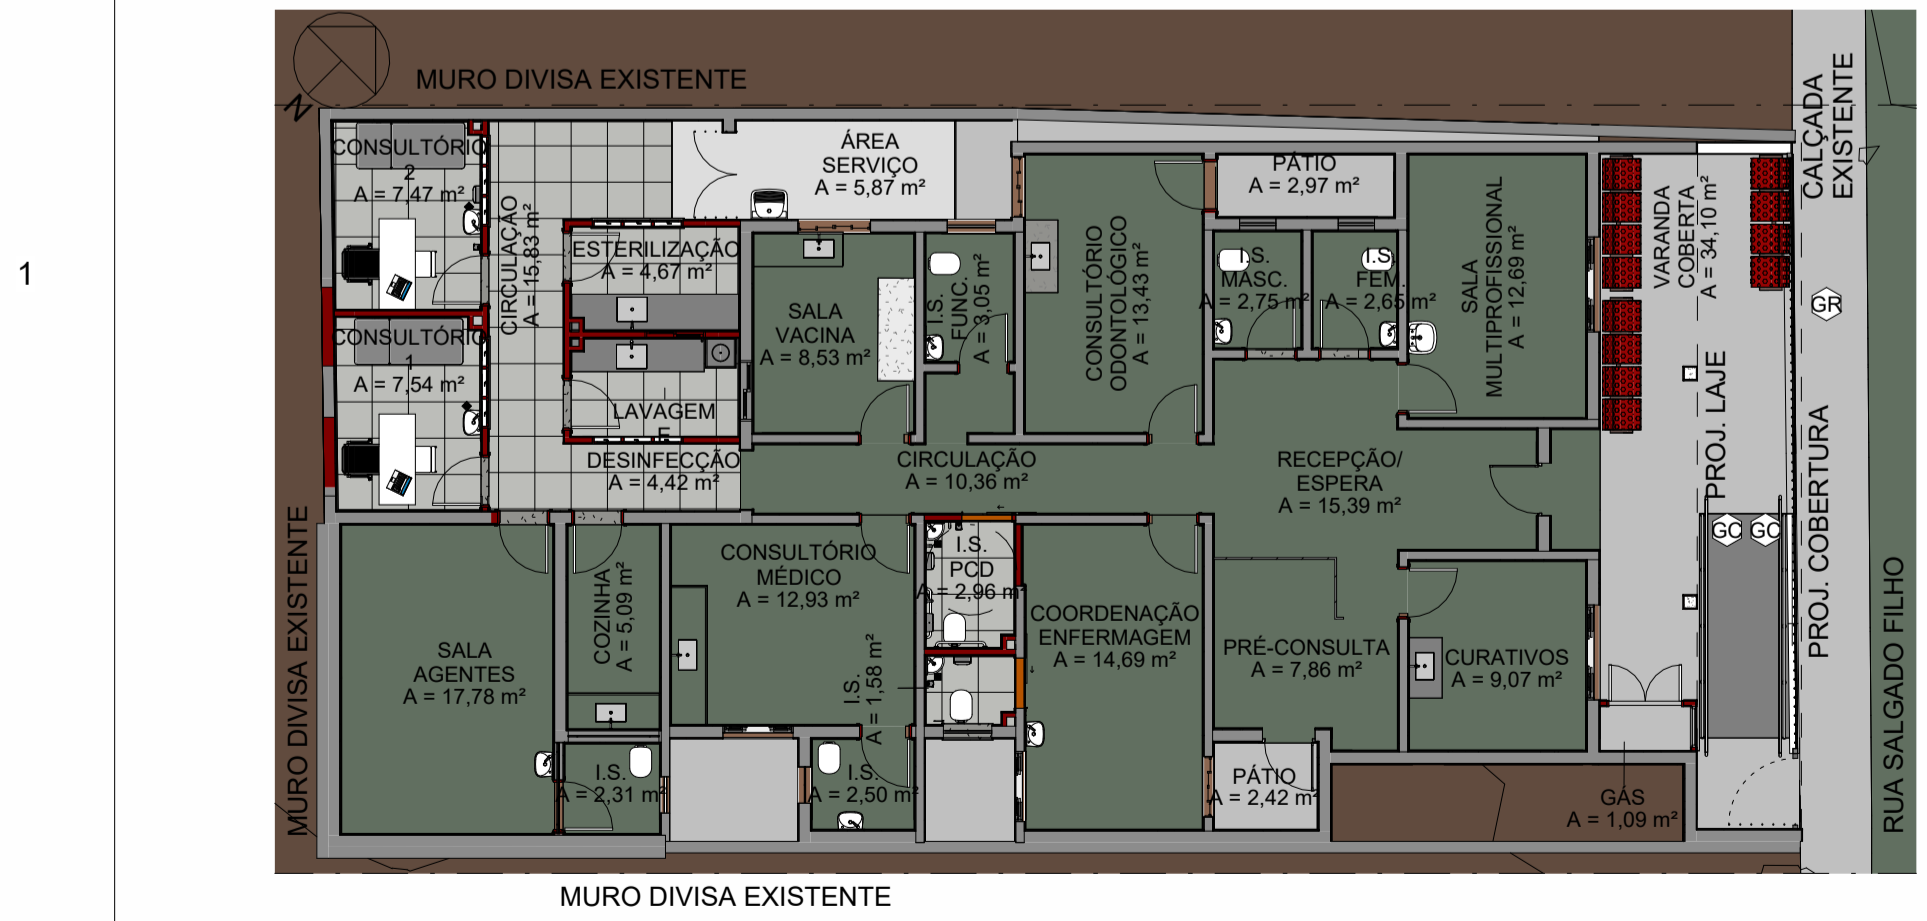 MURO DIVISA EXISTENTE
N
1
CONSULTÓRIO
2
A = 7,47 m²
CIRCULAÇÃO
A = 15,83 m²
ÁREA
SERVIÇO
A = 5,87 m²
ESTERILIZAÇÃO
A = 4,67 m²
CONSULTÓRIO
1
A = 7,54 m²
LAVAGEM
E
DESINFECÇÃO
A = 4,42 m²
SALA
VACINA
A = 8,53 m²
I.S.
FUNC.
A = 3,05 m²
CONSULTÓRIO
ODONTOLÓGICO
A = 13,43 m²
PÁTIO
A = 2,97 m²
I.S.
MASC.
A = 2,75 m²
I.S.
FEM.
A = 2,65 m²
SALA
MULTIPROFISSIONAL
A = 12,69 m²
VARANDA
COBERTA
A = 34,10 m²
CALÇADA
EXISTENTE
GR
PROJ. LAJE
PROJ. COBERTURA
CIRCULAÇÃO
A = 10,36 m²
RECEPÇÃO/
ESPERA
A = 15,39 m²
GC
GC
MURO DIVISA EXISTENTE
SALA
AGENTES
A = 17,78 m²
COZINHA
A = 5,09 m²
CONSULTÓRIO
MÉDICO
A = 12,93 m²
I.S.
PCD
A = 2,96 m²
I.S.
A = 1,58 m²
COORDENAÇÃO
ENFERMAGEM
A = 14,69 m²
PRÉ-CONSULTA
A = 7,86 m²
CURATIVOS
A = 9,07 m²
I.S.
A = 2,31 m²
I.S.
A = 2,50 m²
PÁTIO
A = 2,42 m²
GÁS
A = 1,09 m²
RUA SALGADO FILHO
MURO DIVISA EXISTENTE